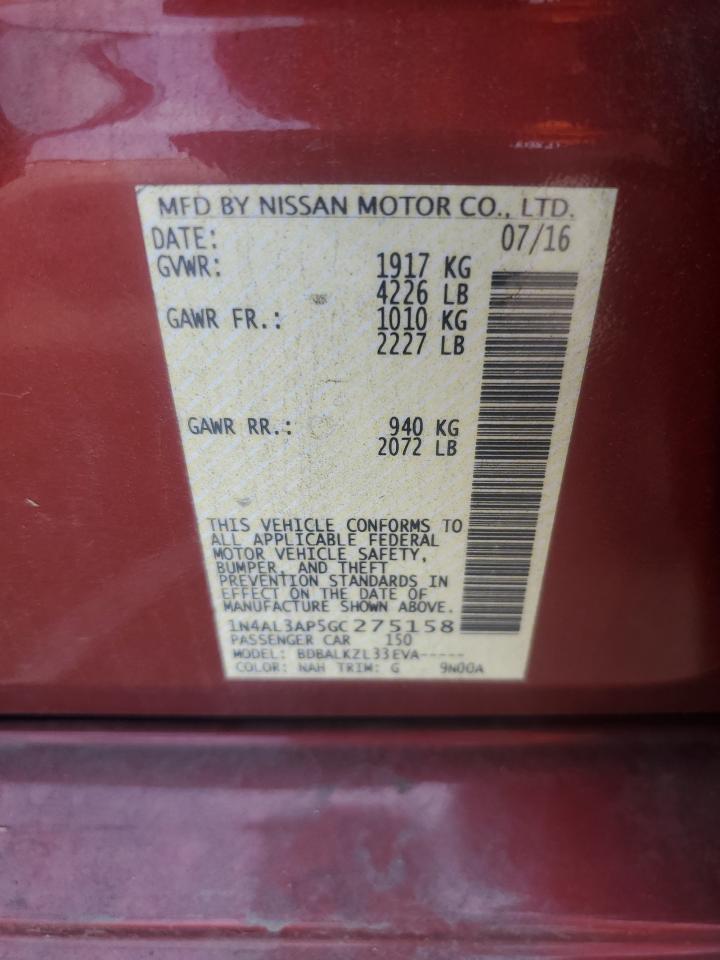 MFD BY NISSAN MOTOR CO., LTD.
DATE: 07/16
GVWR: 1917 KG
4226 LB
GAWR FR.: 1010 KG
2227 LB
GAWR RR.: 940 KG
2072 LB
THIS VEHICLE CONFORMS TO
ALL APPLICABLE FEDERAL
MOTOR VEHICLE SAFETY,
BUMPER, AND THEFT
PREVENTION STANDARDS IN
EFFECT ON THE DATE OF
MANUFACTURE SHOWN ABOVE.
1N4AL3AP5GC275158
PASSENGER CAR 150
MODEL: BDBALKZL33EVA-----
COLOR: NAH TRIM: G 9N00A